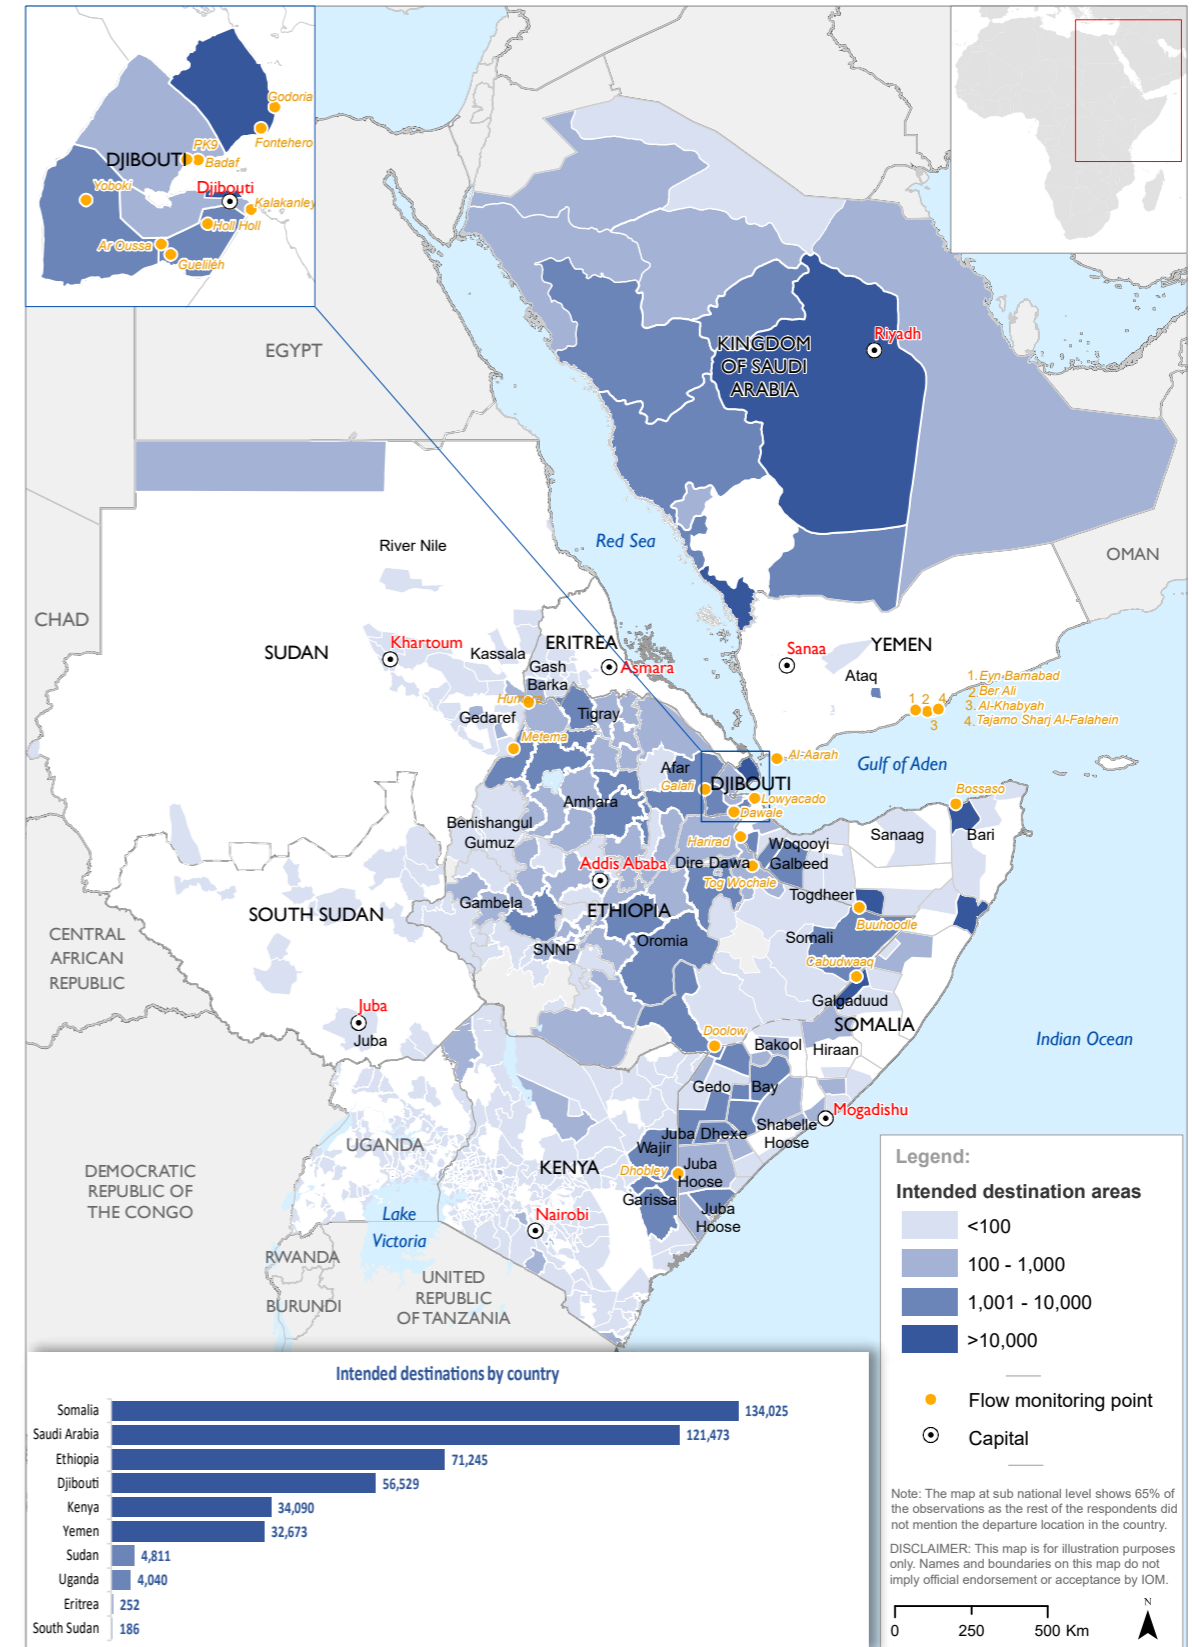 Godoria
Fontehero
PK9
DJIBOUTI
Badaf
Yoboki
Djibouti
Kalakanley
Holl Holl
Ar Oussa
Guelileh
EGYPT
Riyadh
KINGDOM
OF SAUDI
ARABIA
Red Sea
River Nile
OMAN
CHAD
SUDAN
Khartoum
Kassala
ERITREA
Asmara
Gash
Barka
Sanaa
YEMEN
Ataq
1. Eyn Bamabad
2. Ber Ali
3. Al-Khabyah
4. Tajamo Sharj Al-Falahein
1 2 4
3
Humera
Gedaref
Tigray
Metema
Al-Aarah
Gulf of Aden
Afar
Galafi
DJIBOUTI
Lowyacado
Dawale
Bossaso
Amhara
Benishangul
Gumuz
Harirad
Woqooyi
Galbeed
Sanaag
Bari
Addis Ababa
Dire Dawa
Tog Wochale
Togdheer
Gambela
ETHIOPIA
SOUTH SUDAN
Buuhoodle
CENTRAL
AFRICAN
REPUBLIC
SNNP
Oromia
Somali
Cabudwaaq
Galgaduud
SOMALIA
Juba
Juba
Doolow
Bakool
Hiraan
Indian Ocean
Gedo
Bay
Mogadishu
Shabelle
Hoose
Juba Dhexe
Wajir
UGANDA
KENYA
Dhobley
Juba
Hoose
Garissa
Juba
Hoose
DEMOCRATIC
REPUBLIC OF
THE CONGO
Lake
Victoria
Nairobi
RWANDA
BURUNDI
UNITED
REPUBLIC
OF TANZANIA
Legend:
Intended destination areas
<100
100 - 1,000
1,001 - 10,000
>10,000
Flow monitoring point
Capital
Note: The map at sub national level shows 65% of
the observations as the rest of the respondents did
not mention the departure location in the country.
DISCLAIMER: This map is for illustration purposes
only. Names and boundaries on this map do not
imply official endorsement or acceptance by IOM.
N
0 250 500 Km
Intended destinations by country
Somalia 134,025
Saudi Arabia 121,473
Ethiopia 71,245
Djibouti 56,529
Kenya 34,090
Yemen 32,673
Sudan 4,811
Uganda 4,040
Eritrea 252
South Sudan 186